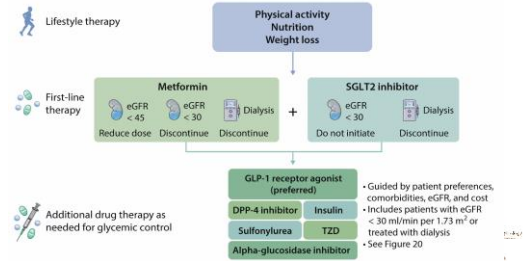 Lifestyle therapy
Physical activity
Nutrition
Weight loss
First-line
therapy
Metformin
eGFR
< 45
eGFR
< 30
Dialysis
Reduce dose
Discontinue
Discontinue
+
SGLT2 inhibitor
eGFR
< 30
Dialysis
Do not initiate
Discontinue
Additional drug therapy as
needed for glycemic control
GLP-1 receptor agonist
(preferred)
DPP-4 inhibitor
Insulin
Sulfonylurea
TZD
Alpha-glucosidase inhibitor
• Guided by patient preferences,
comorbidities, eGFR, and cost
• Includes patients with eGFR
< 30 ml/min per 1.73 m² or
treated with dialysis
• See Figure 20